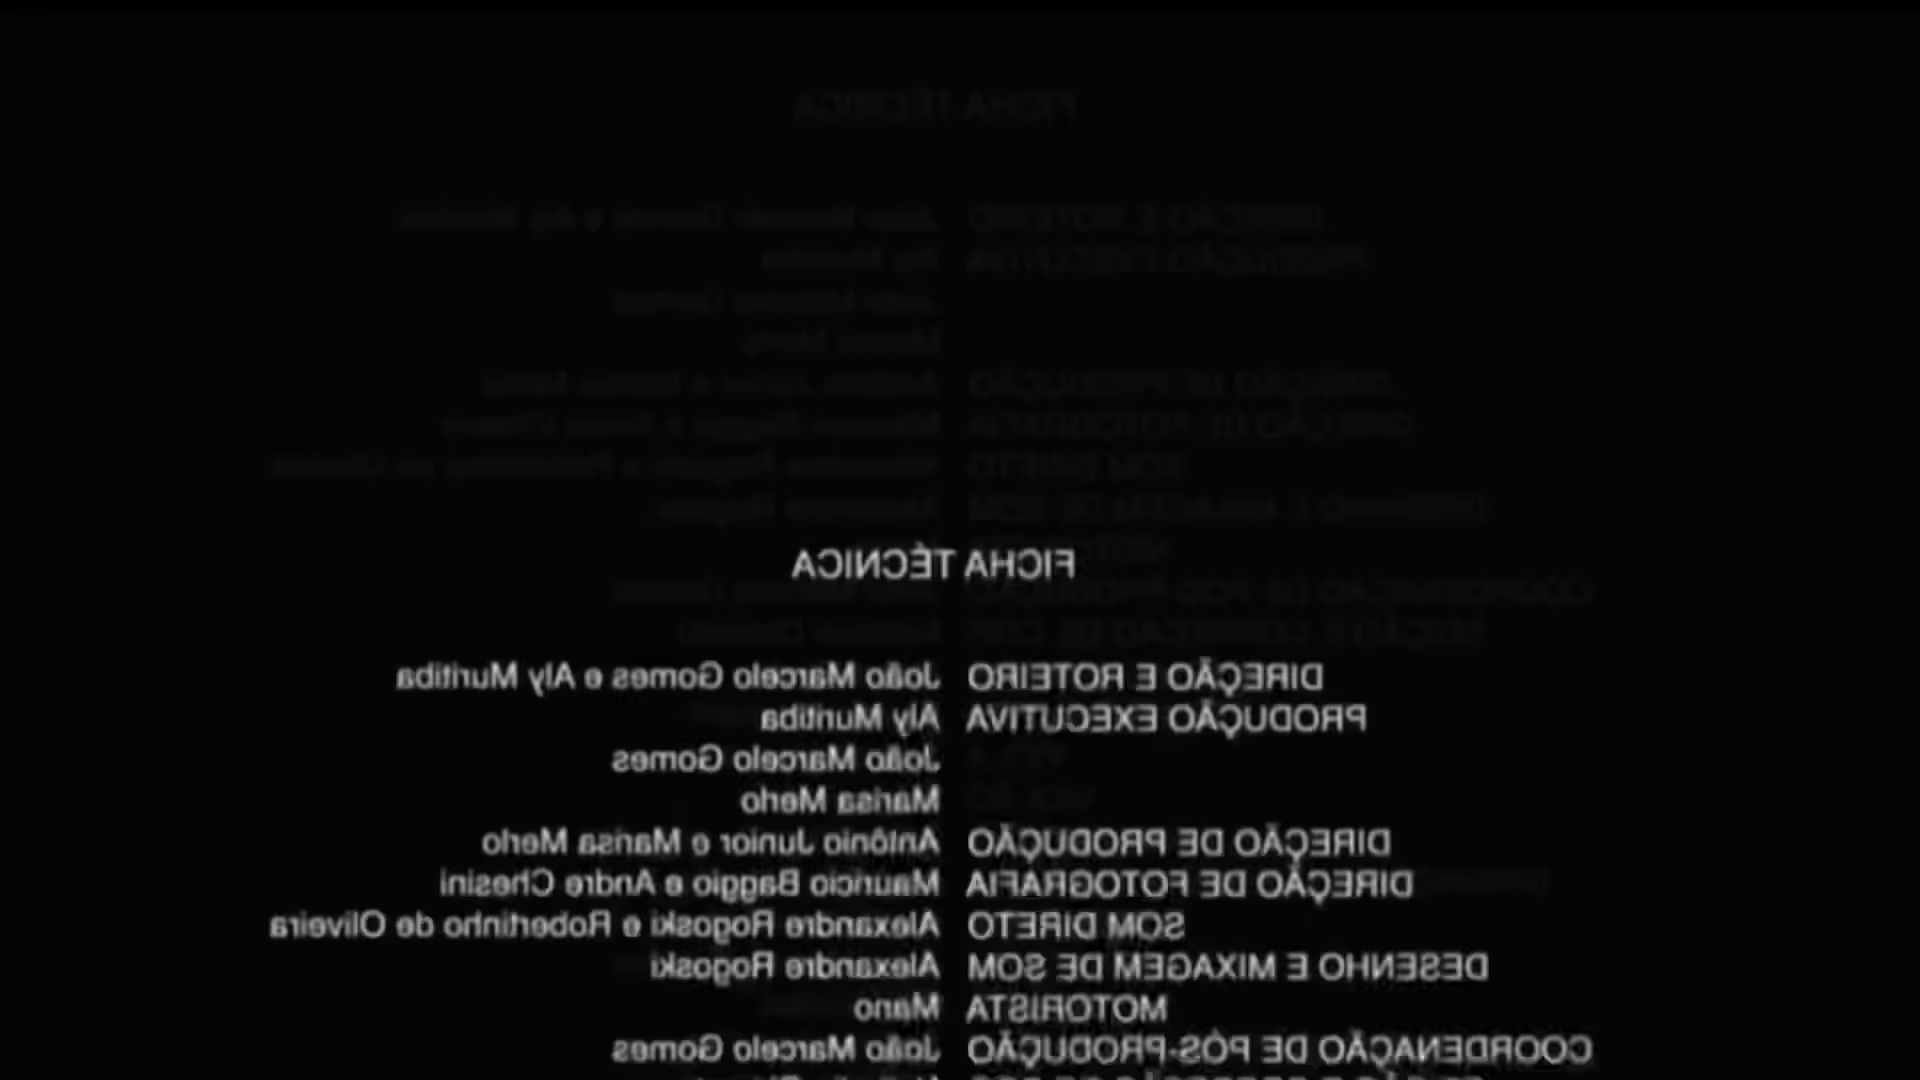 FICHA TÉCNICA
DIREÇÃO E ROTEIRO João Marcelo Gomes e Aly Muritiba
PRODUÇÃO EXECUTIVA Aly Muritiba
João Marcelo Gomes
Marisa Merlo
DIREÇÃO DE PRODUÇÃO Antônio Junior e Marisa Merlo
DIREÇÃO DE FOTOGRAFIA Mauricio Baggio e Andre Chesini
SOM DIRETO Alexandre Rogoski e Robertinho de Oliveira
DESENHO E MIXAGEM DE SOM Alexandre Rogoski
MOTORISTA Mano
COORDENAÇÃO DE PÓS-PRODUÇÃO João Marcelo Gomes